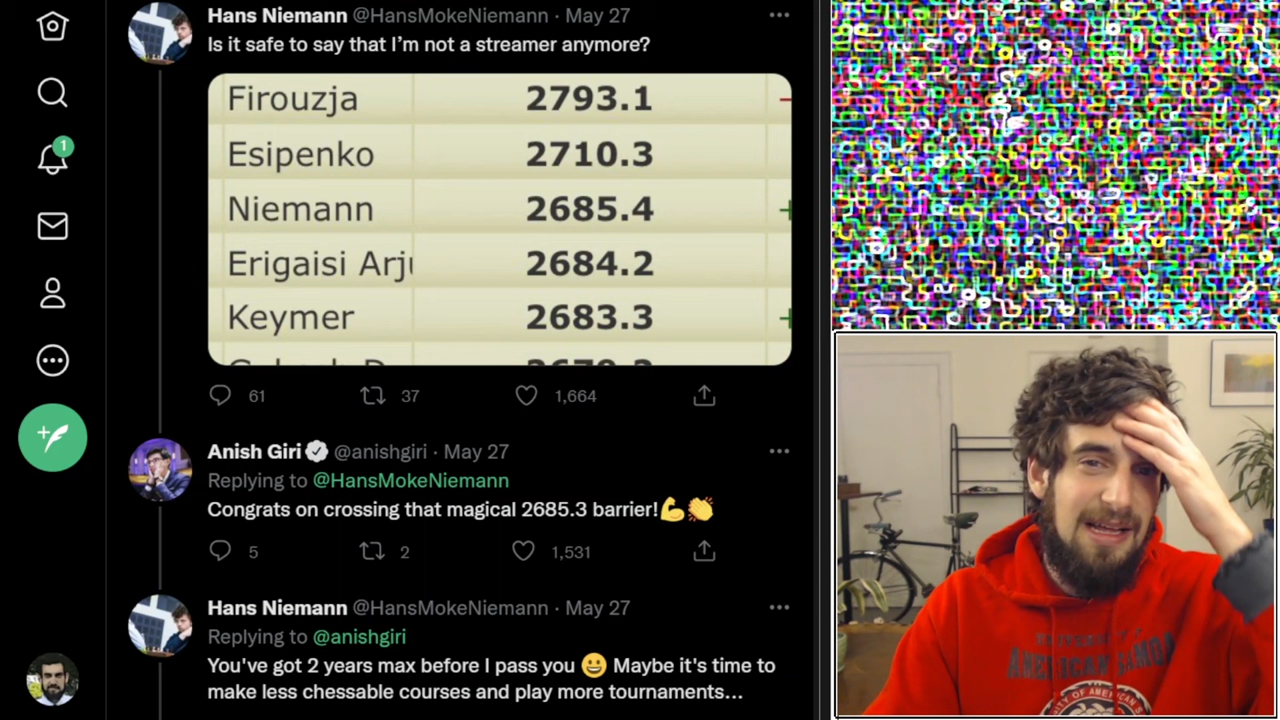 Hans Niemann @HansMokeNiemann · May 27
Is it safe to say that I’m not a streamer anymore?
Firouzja 2793.1
Esipenko 2710.3
Niemann 2685.4
Erigaisi Arj
Keymer 2683.3
2684.2
61 37 1,664
1
Anish Giri @anishgiri · May 27
Replying to @HansMokeNiemann
Congrats on crossing that magical 2685.3 barrier!💪👏
5 2 1,531
Hans Niemann @HansMokeNiemann · May 27
Replying to @anishgiri
You've got 2 years max before I pass you 😀 Maybe it's time to
make less chessable courses and play more tournaments...
AMERICAN SAMOA